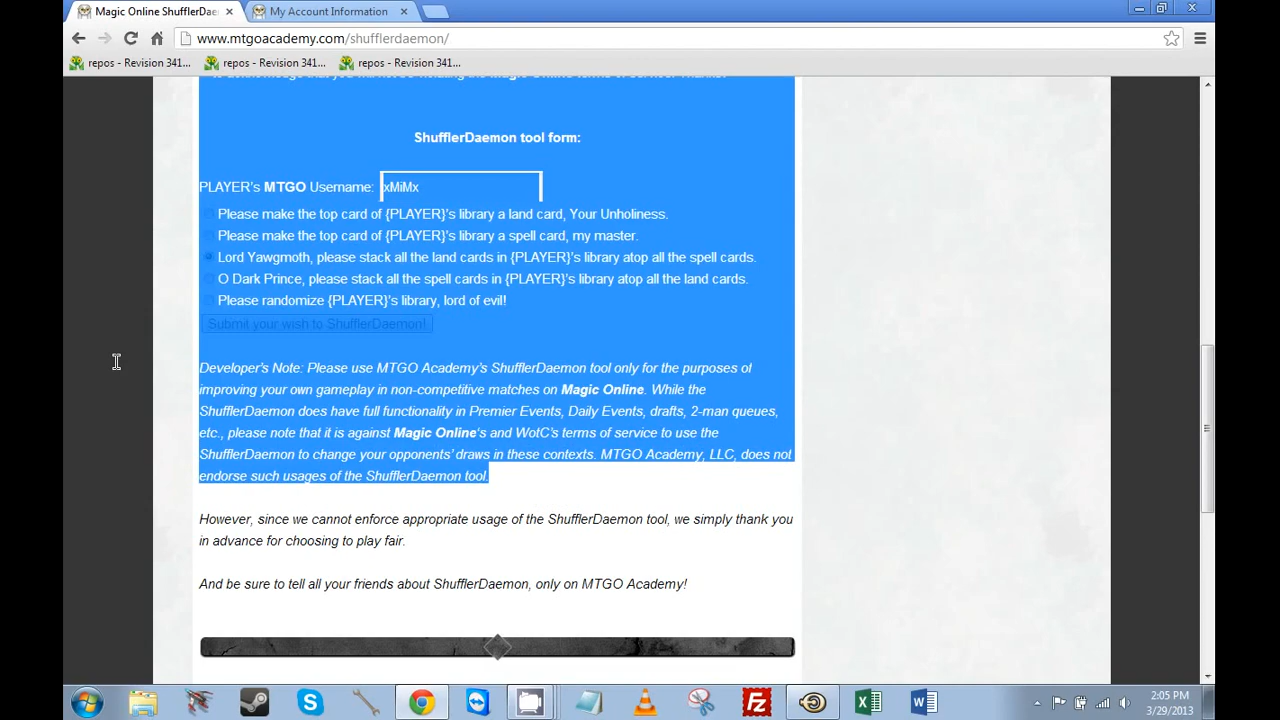 Magic Online ShufflerDae
My Account Information
www.mtgoacademy.com/shufflerdaemon/
repos - Revision 341...
repos - Revision 341...
repos - Revision 341...
ShufflerDaemon tool form:
PLAYER's MTGO Username: xMiMx
Please make the top card of {PLAYER}'s library a land card, Your Unholiness.
Please make the top card of {PLAYER}'s library a spell card, my master.
Lord Yawgmoth, please stack all the land cards in {PLAYER}'s library atop all the spell cards.
O Dark Prince, please stack all the spell cards in {PLAYER}'s library atop all the land cards.
Please randomize {PLAYER}'s library, lord of evil!
Submit your wish to ShufflerDaemon!
Developer's Note: Please use MTGO Academy's ShufflerDaemon tool only for the purposes of
improving your own gameplay in non-competitive matches on Magic Online. While the
ShufflerDaemon does have full functionality in Premier Events, Daily Events, drafts, 2-man queues,
etc., please note that it is against Magic Online's and WotC's terms of service to use the
ShufflerDaemon to change your opponents' draws in these contexts. MTGO Academy, LLC, does not
endorse such usages of the ShufflerDaemon tool.
However, since we cannot enforce appropriate usage of the ShufflerDaemon tool, we simply thank you
in advance for choosing to play fair.
And be sure to tell all your friends about ShufflerDaemon, only on MTGO Academy!
2:05 PM
3/29/2013